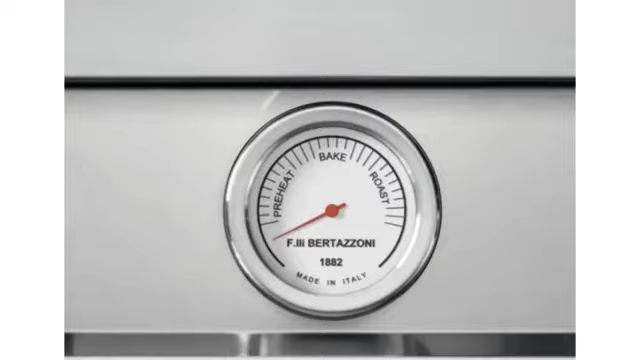 PREHEAT
BAKE
ROAST
F.lli BERTAZZONI
1882
MADE IN ITALY